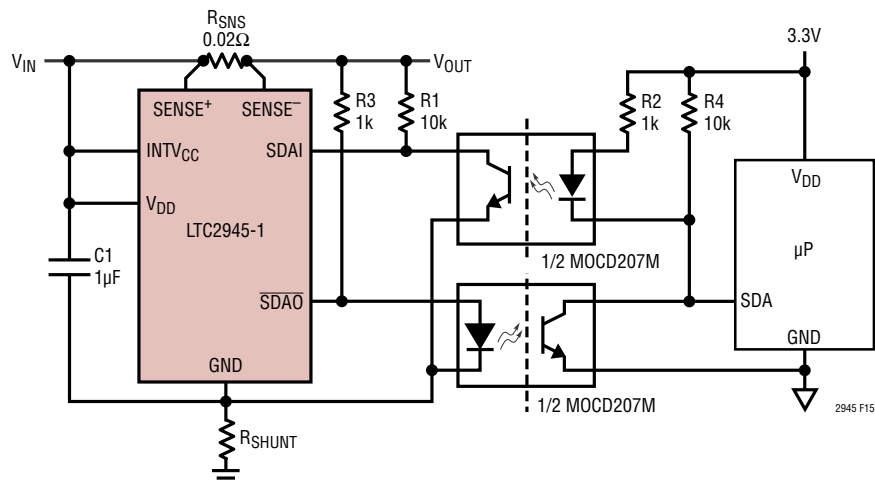 R_SNS
0.02Ω
V_IN
V_OUT
3.3V
SENSE⁺
SENSE⁻
R3
1k
R1
10k
R2
1k
R4
10k
INTV_CC
SDAI
V_DD
V_DD
LTC2945-1
µP
C1
1µF
1/2 MOCD207M
S̅D̅A̅O̅
SDA
GND
GND
1/2 MOCD207M
R_SHUNT
2945 F15